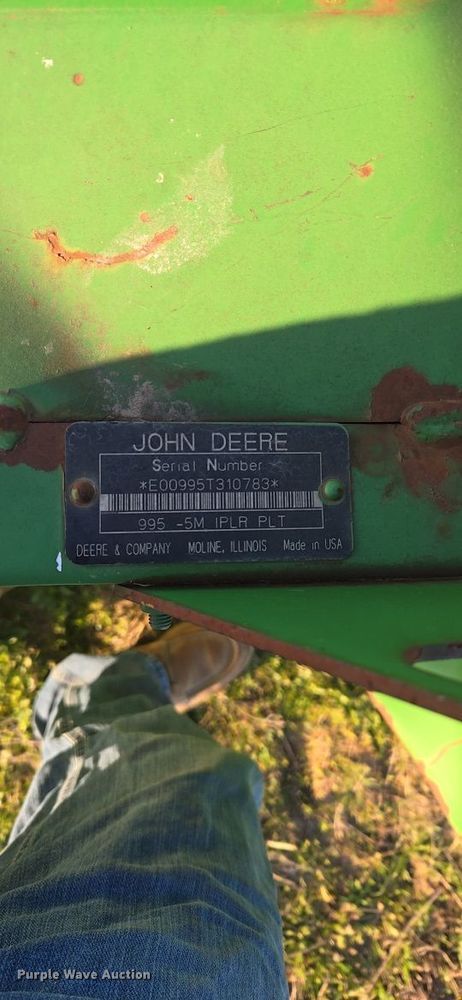 JOHN DEERE
Serial Number
*E00995T310783*
995 -5M IPLR PLT
DEERE & COMPANY MOLINE, ILLINOIS Made in USA
Purple Wave Auction